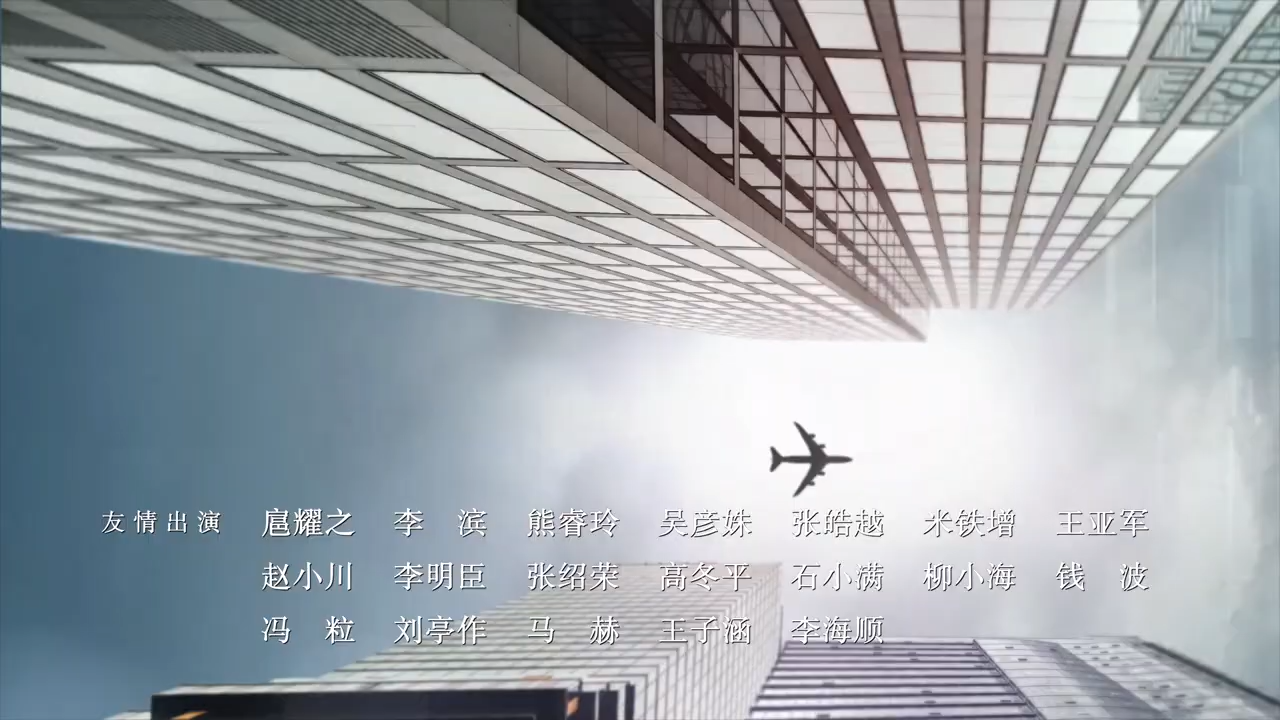 友情出演 扈耀之 李 滨 熊睿玲 吴彦姝 张皓越 米铁增 王亚军
赵小川 李明臣 张绍荣 高冬平 石小满 柳小海 钱 波
冯 粒 刘亭作 马 赫 王子涵 李海顺